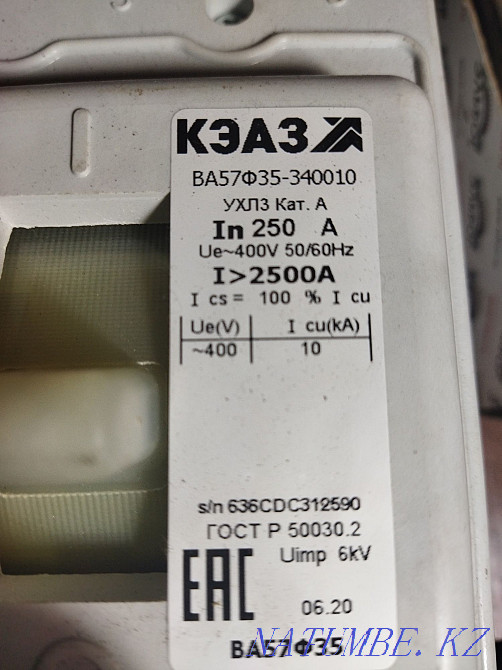 КЭАЗ
ВА57Ф35-340010
УХЛ3 Кат. А
In 250 А
Ue~400V 50/60Hz
I>2500A
I cs = 100 % I cu
Ue(V) I cu(kA)
~400 10
s/n 636CDC312590
ГОСТ Р 50030.2
EAC Uimp 6kV
06.20
ВА57Ф35
NATUMBE.KZ